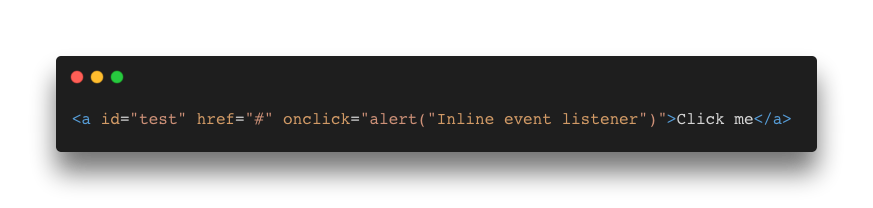 <a id="test" href="#" onclick="alert("Inline event listener")">Click me</a>